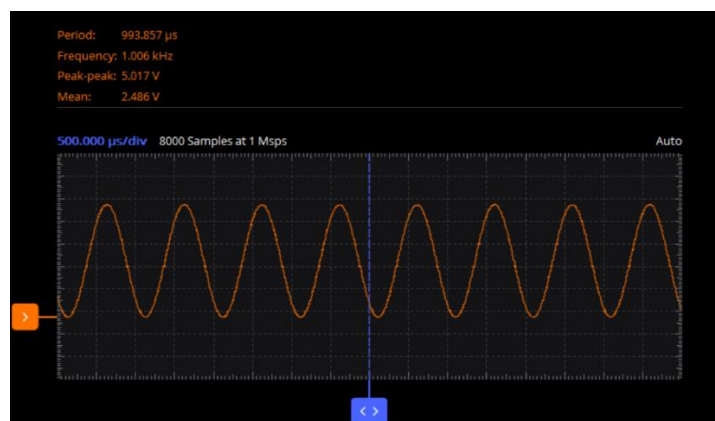 Period: 993.857 µs
Frequency: 1.006 kHz
Peak-peak: 5.017 V
Mean: 2.486 V
500.000 µs/div 8000 Samples at 1 Msps Auto